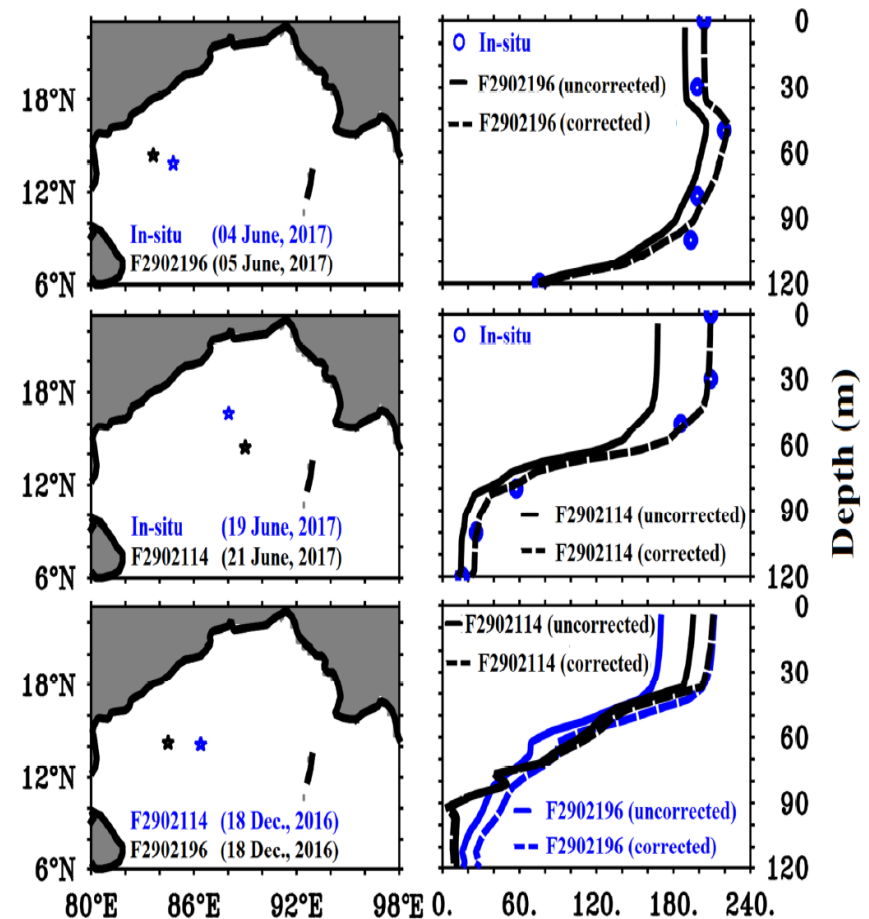 18°N
12°N
6°N
In-situ (04 June, 2017)
F2902196 (05 June, 2017)
In-situ
F2902196 (uncorrected)
F2902196 (corrected)
0
30
60
90
120
18°N
12°N
6°N
In-situ (19 June, 2017)
F2902114 (21 June, 2017)
In-situ
F2902114 (uncorrected)
F2902114 (corrected)
0
30
60
90
120
Depth (m)
18°N
12°N
6°N
F2902114 (18 Dec., 2016)
F2902196 (18 Dec., 2016)
80°E 86°E 92°E 98°E
F2902114 (uncorrected)
F2902114 (corrected)
F2902196 (uncorrected)
F2902196 (corrected)
0
30
60
90
120
0. 60. 120. 180. 240.